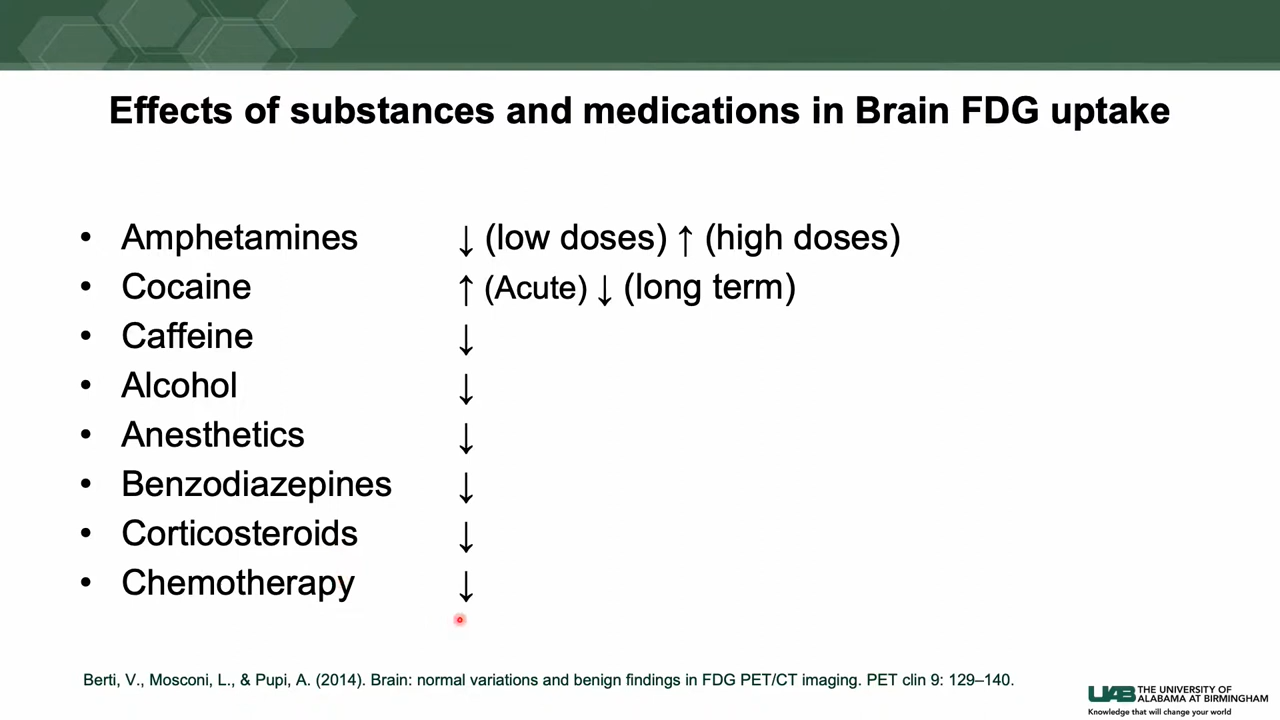 Effects of substances and medications in Brain FDG uptake
• Amphetamines ↓ (low doses) ↑ (high doses)
• Cocaine ↑ (Acute) ↓ (long term)
• Caffeine ↓
• Alcohol ↓
• Anesthetics ↓
• Benzodiazepines ↓
• Corticosteroids ↓
• Chemotherapy ↓
Berti, V., Mosconi, L., & Pupi, A. (2014). Brain: normal variations and benign findings in FDG PET/CT imaging. PET clin 9: 129–140.
UAB THE UNIVERSITY OF
ALABAMA AT BIRMINGHAM
Knowledge that will change your world